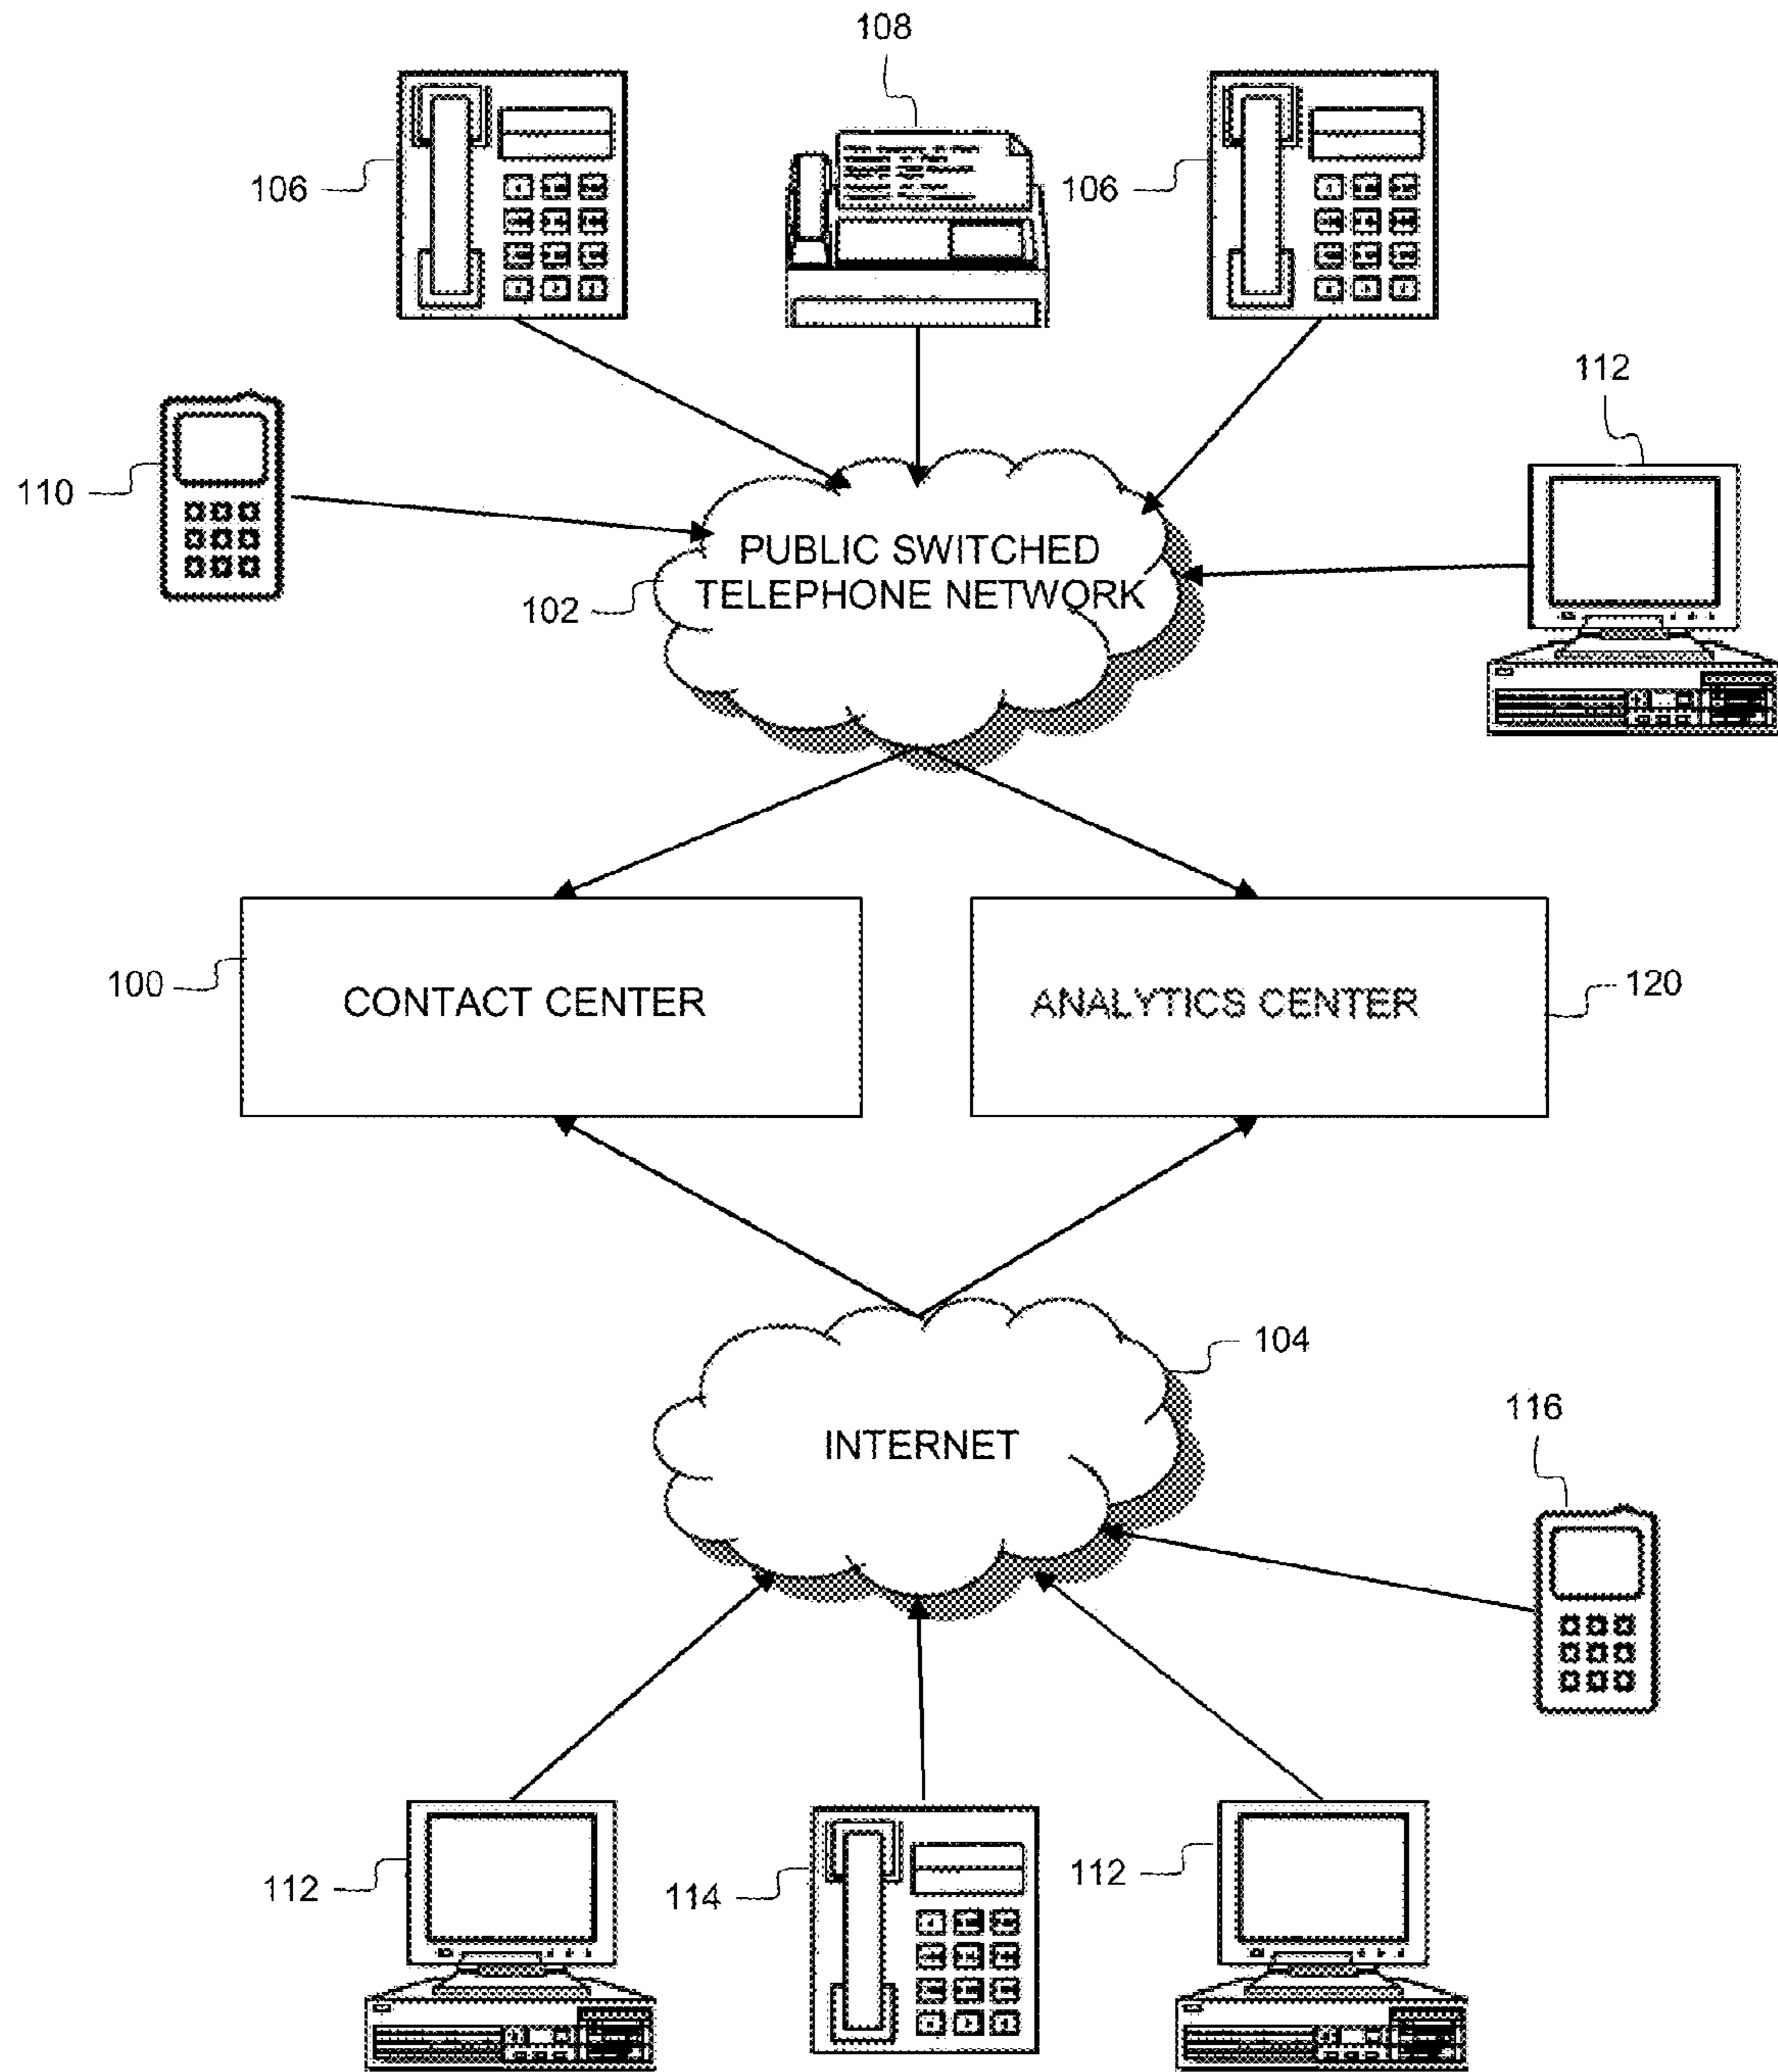 108
106
106
112
110
PUBLIC SWITCHED
TELEPHONE NETWORK
102
100
CONTACT CENTER
ANALYTICS CENTER
120
104
INTERNET
116
112
114
112